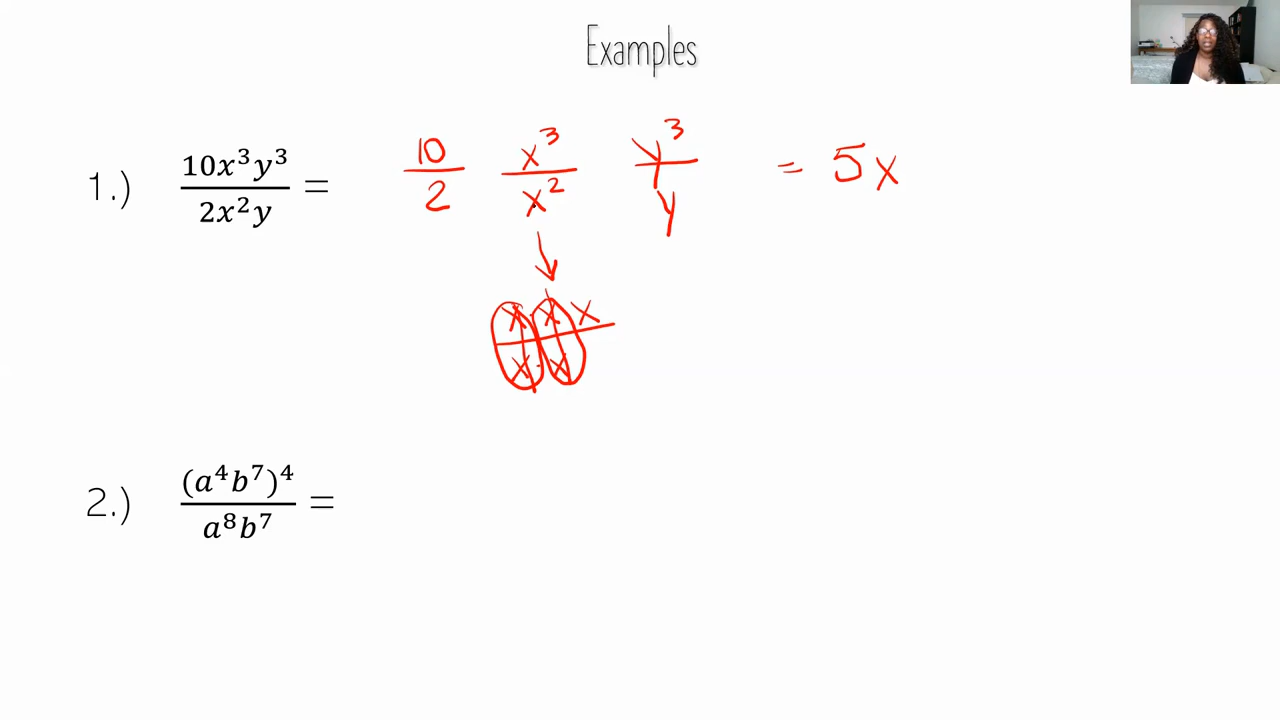 Examples
1.) 10x³y³ / 2x²y = 10/2 x³/x² y³/y = 5x
x · x x / x · x
2.) (a⁴b⁷)⁴ / a⁸b⁷ =